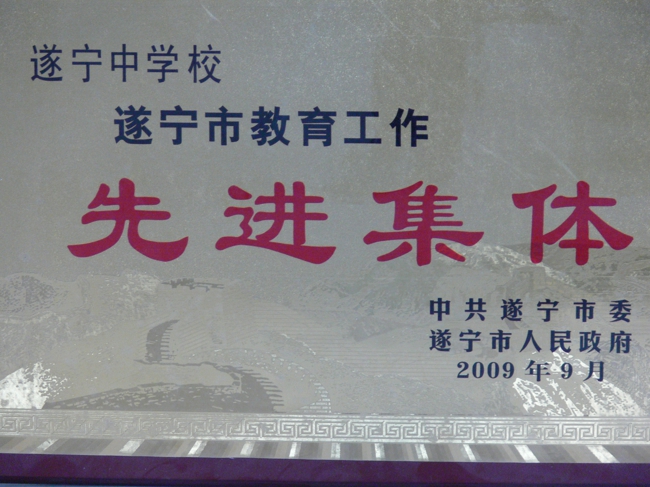 遂宁中学校
遂宁市教育工作
先进集体
中共遂宁市委
遂宁市人民政府
2009年9月